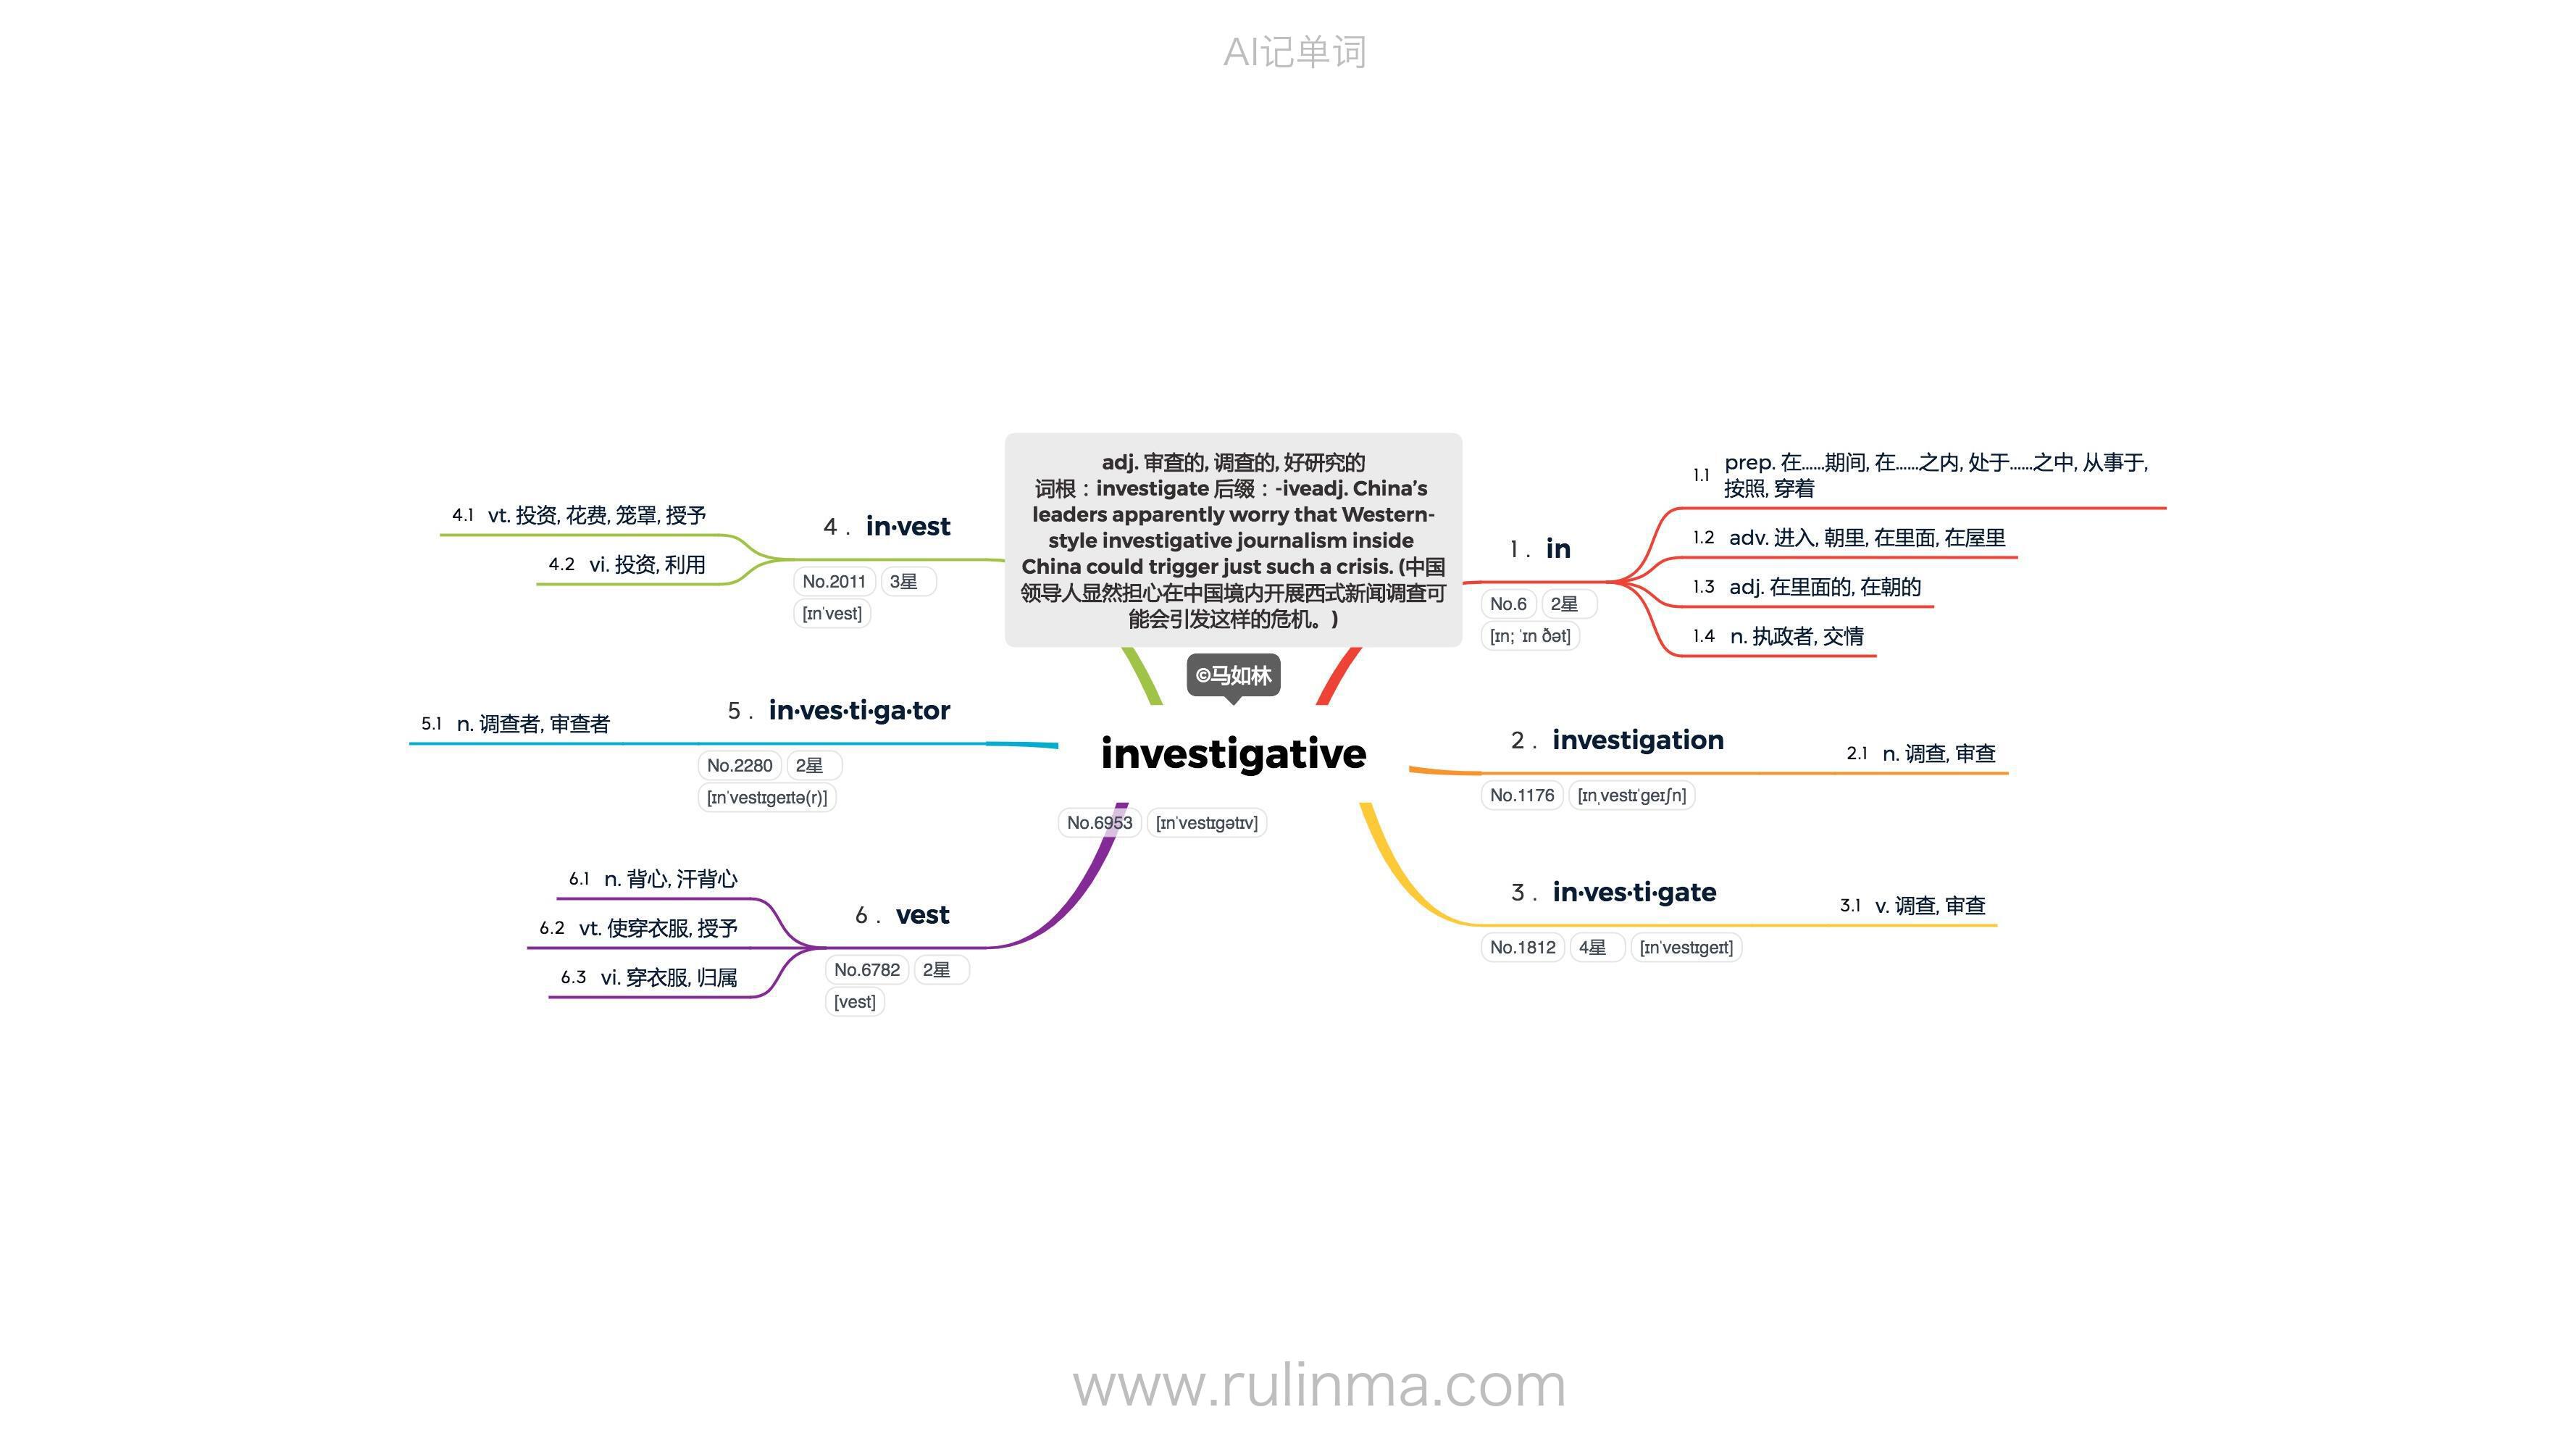 AI记单词
adj. 审查的, 调查的, 好研究的
词根：investigate 后缀：-iveadj. China’s
leaders apparently worry that Western-
style investigative journalism inside
China could trigger just such a crisis. (中国
领导人显然担心在中国境内开展西式新闻调查可
能会引发这样的危机。)
©马如林
investigative
No.6953 [ɪnˈvestɪɡətɪv]
1. in
No.6 2星
[ɪn; ˈɪn ðət]
1.1 prep. 在……期间, 在……之内, 处于……之中, 从事于,
按照, 穿着
1.2 adv. 进入, 朝里, 在里面, 在屋里
1.3 adj. 在里面的, 在朝的
1.4 n. 执政者, 交情
2. investigation
No.1176 [ɪnˌvestɪˈɡeɪʃn]
2.1 n. 调查, 审查
3. in·ves·ti·gate
No.1812 4星 [ɪnˈvestɪɡeɪt]
3.1 v. 调查, 审查
4. in·vest
No.2011 3星
[ɪnˈvest]
4.1 vt. 投资, 花费, 笼罩, 授予
4.2 vi. 投资, 利用
5. in·ves·ti·ga·tor
No.2280 2星
[ɪnˈvestɪɡeɪtə(r)]
5.1 n. 调查者, 审查者
6. vest
No.6782 2星
[vest]
6.1 n. 背心, 汗背心
6.2 vt. 使穿衣服, 授予
6.3 vi. 穿衣服, 归属
www.rulinma.com